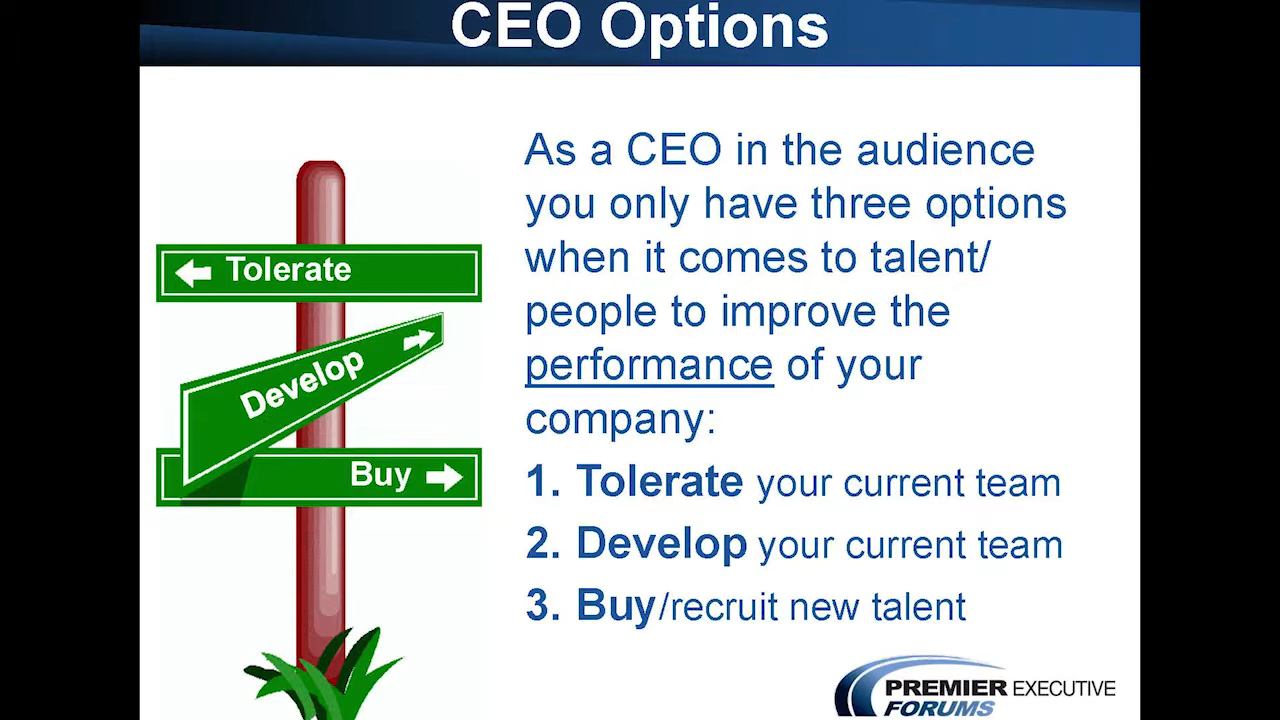 CEO Options
Tolerate
Develop
Buy
As a CEO in the audience
you only have three options
when it comes to talent/
people to improve the
performance of your
company:
1. Tolerate your current team
2. Develop your current team
3. Buy/recruit new talent
PREMIER EXECUTIVE
FORUMS